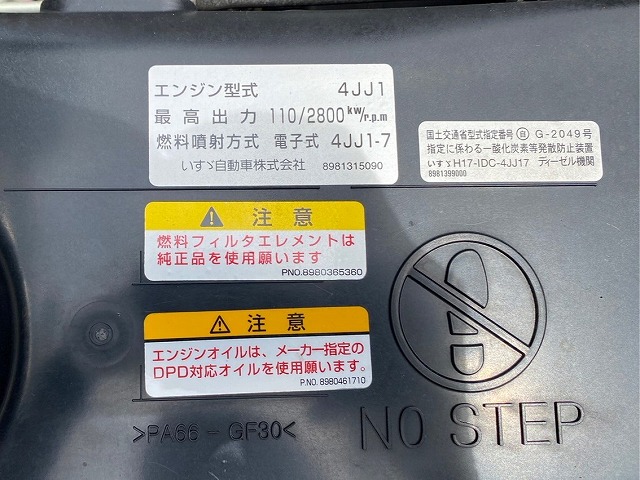 エンジン型式 4JJ1
最高出力 110/2800 kw/r.p.m
燃料噴射方式 電子式 4JJ1-7
いすゞ自動車株式会社 8981315090
国土交通省型式指定番号 自 G-2049号
指定に係わる一酸化炭素等発散防止装置
いすゞH17-IDC-4JJ17 ディーゼル機関
8981399000
注意
燃料フィルタエレメントは
純正品を使用願います
PNO.8980365360
注意
エンジンオイルは、メーカー指定の
DPD対応オイルを使用願います。
P.NO. 8980461710
>PA66-GF30<
NO STEP